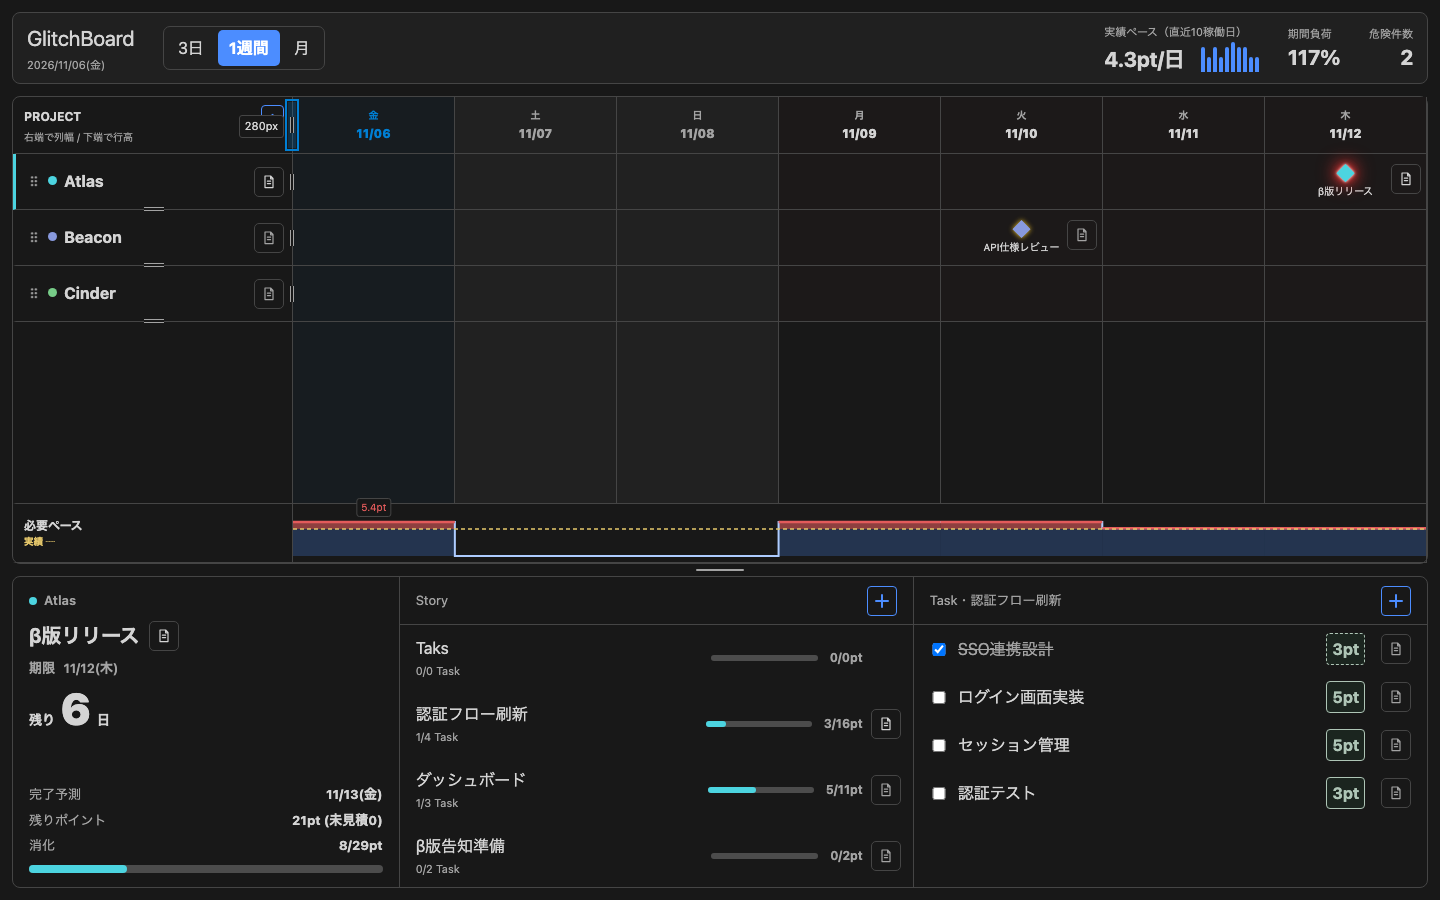 GlitchBoard
2026/11/06(金)
3日
1週間
月
実績ペース（直近10稼働日）
4.3pt/日
期間負荷
117%
危険件数
2
PROJECT
右端で列幅 / 下端で行高
280px
金
11/06
土
11/07
日
11/08
月
11/09
火
11/10
水
11/11
木
11/12
Atlas
β版リリース
Beacon
API仕様レビュー
Cinder
必要ペース
実績
5.4pt
Atlas
β版リリース
期限 11/12(木)
残り 6 日
完了予測 11/13(金)
残りポイント 21pt (未見積0)
消化 8/29pt
Story
Taks
0/0 Task
0/0pt
認証フロー刷新
1/4 Task
3/16pt
ダッシュボード
1/3 Task
5/11pt
β版告知準備
0/2 Task
0/2pt
Task・認証フロー刷新
SSO連携設計 3pt
ログイン画面実装 5pt
セッション管理 5pt
認証テスト 3pt